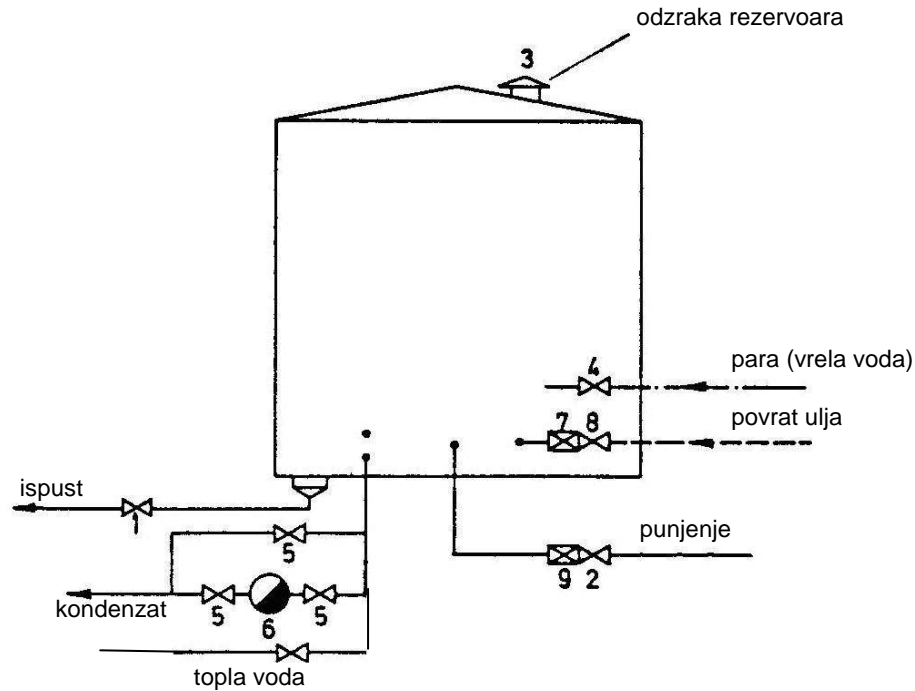 odzraka rezervoara
3
4
para (vrela voda)
7 8
povrat ulja
ispust
1
5
punjenje
9 2
kondenzat
5
6
5
topla voda